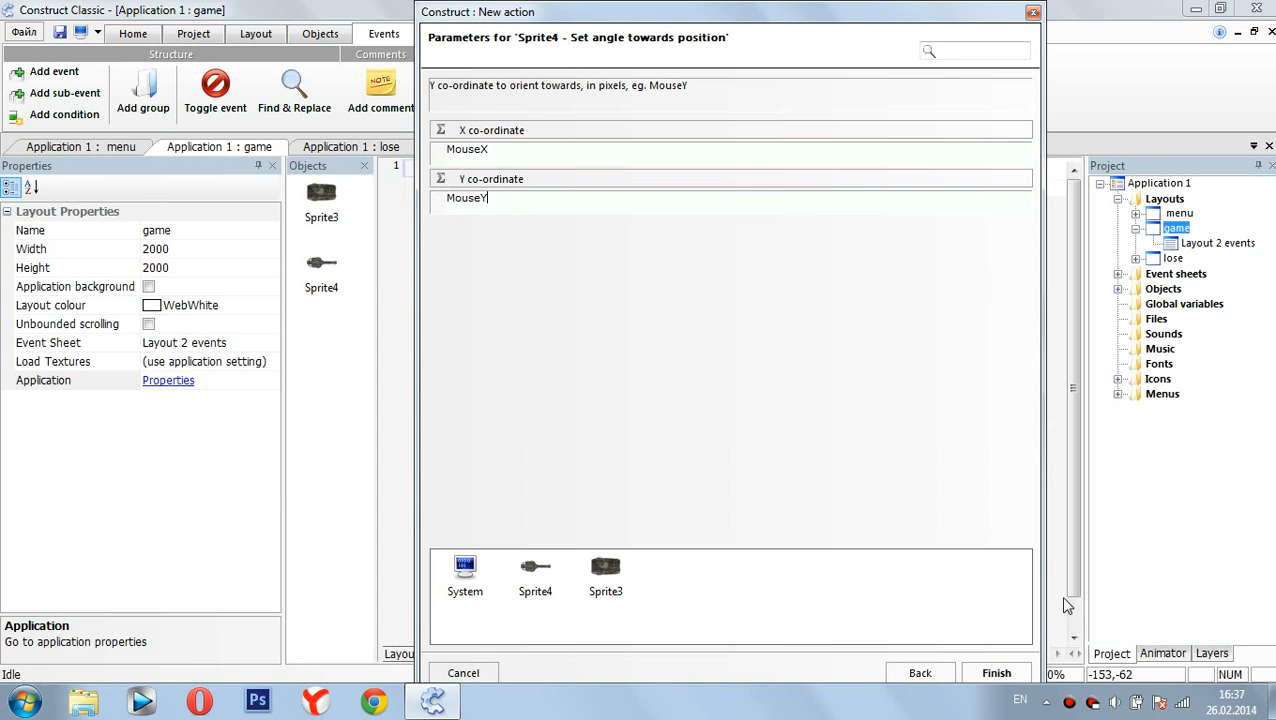 Construct Classic - [Application 1 : game]
Construct : New action
Файл
Home
Project
Layout
Objects
Events
Parameters for 'Sprite4 - Set angle towards position'
Structure
Comments
Add event
Add sub-event
Add condition
Add group
Toggle event
Find & Replace
NOTE
Add comment
Y co-ordinate to orient towards, in pixels, eg. MouseY
X co-ordinate
MouseX
Y co-ordinate
MouseY
Application 1 : menu
Application 1 : game
Application 1 : lose
Properties
Objects
1
Project
Layout Properties
Name
game
Width
2000
Height
2000
Application background
Layout colour
WebWhite
Unbounded scrolling
Event Sheet
Layout 2 events
Load Textures
(use application setting)
Application
Properties
Sprite3
Sprite4
Application 1
Layouts
menu
game
Layout 2 events
lose
Event sheets
Objects
Global variables
Files
Sounds
Music
Fonts
Icons
Menus
System
Sprite4
Sprite3
Application
Go to application properties
Layou
Project
Animator
Layers
Cancel
Back
Finish
Idle
0%
-153,-62
NUM
Ps
EN
16:37
26.02.2014